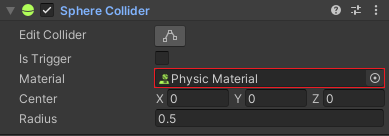 Sphere Collider
Edit Collider
Is Trigger
Material Physic Material
Center X 0 Y 0 Z 0
Radius 0.5